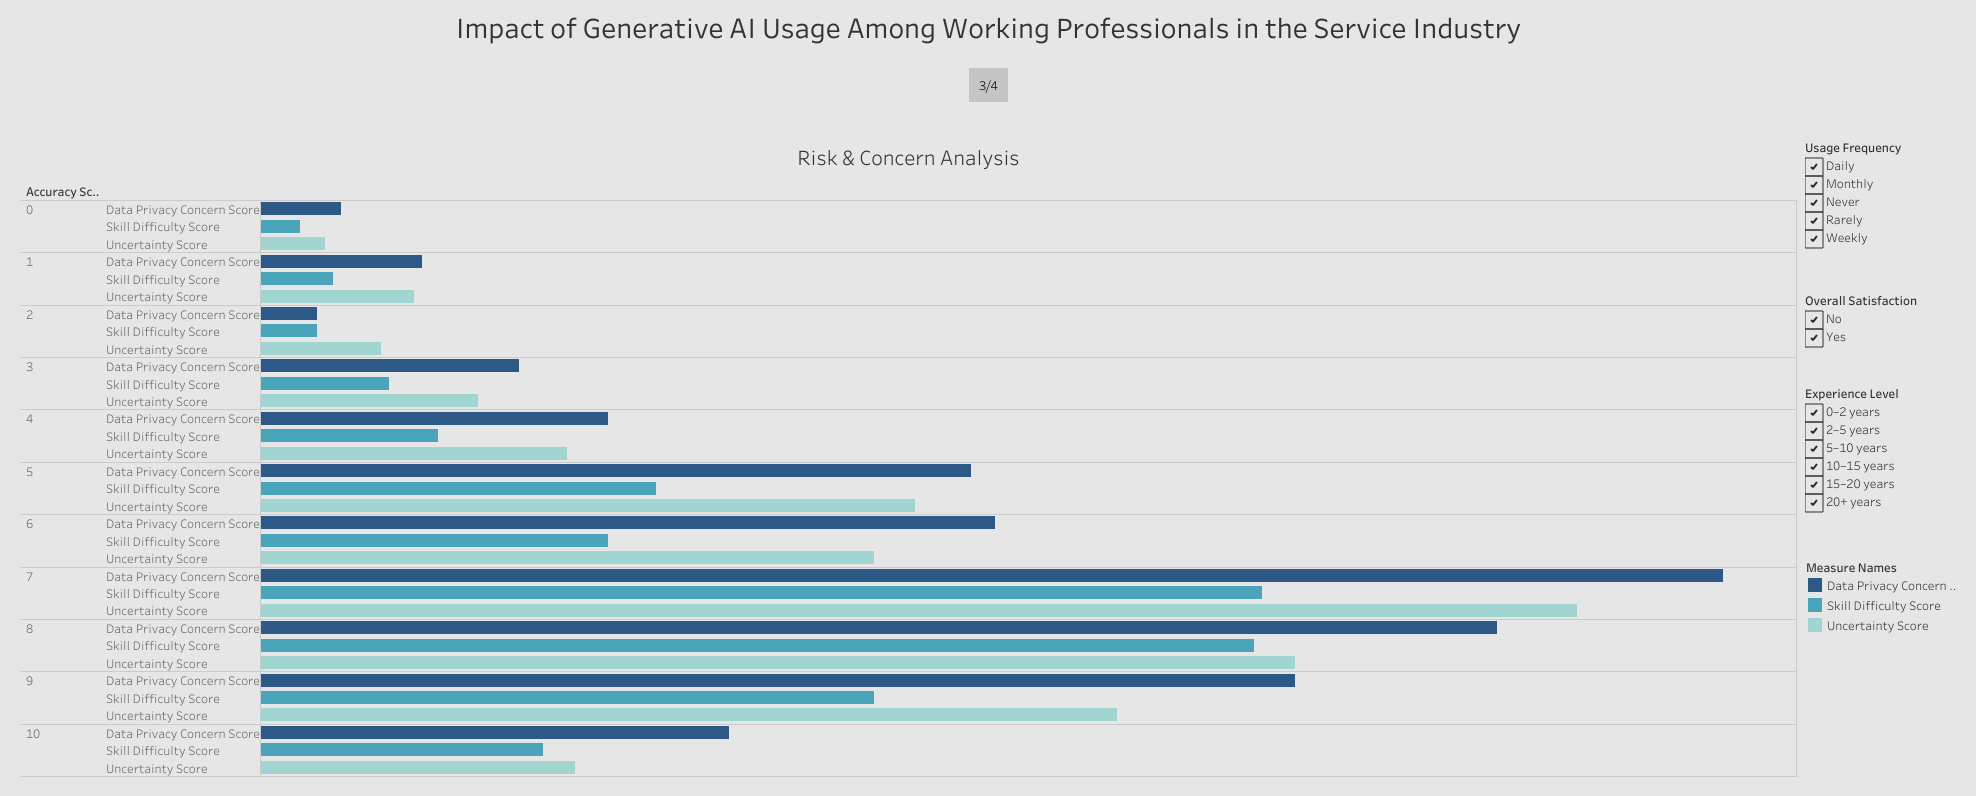 Impact of Generative AI Usage Among Working Professionals in the Service Industry
3/4
Risk & Concern Analysis
Accuracy Sc..
0
Data Privacy Concern Score
Skill Difficulty Score
Uncertainty Score
1
Data Privacy Concern Score
Skill Difficulty Score
Uncertainty Score
2
Data Privacy Concern Score
Skill Difficulty Score
Uncertainty Score
3
Data Privacy Concern Score
Skill Difficulty Score
Uncertainty Score
4
Data Privacy Concern Score
Skill Difficulty Score
Uncertainty Score
5
Data Privacy Concern Score
Skill Difficulty Score
Uncertainty Score
6
Data Privacy Concern Score
Skill Difficulty Score
Uncertainty Score
7
Data Privacy Concern Score
Skill Difficulty Score
Uncertainty Score
8
Data Privacy Concern Score
Skill Difficulty Score
Uncertainty Score
9
Data Privacy Concern Score
Skill Difficulty Score
Uncertainty Score
10
Data Privacy Concern Score
Skill Difficulty Score
Uncertainty Score
Usage Frequency
Daily
Monthly
Never
Rarely
Weekly
Overall Satisfaction
No
Yes
Experience Level
0–2 years
2–5 years
5–10 years
10–15 years
15–20 years
20+ years
Measure Names
Data Privacy Concern ..
Skill Difficulty Score
Uncertainty Score